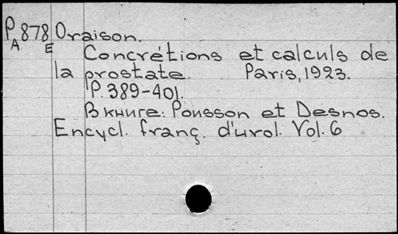 P.878 Oraison.
A E Concrétions et calculs de
la prostate. Paris, 1923.
P. 389-401.
В книге: Pousson et Desnos.
Encycl. franç. d'urol. Vol. 6